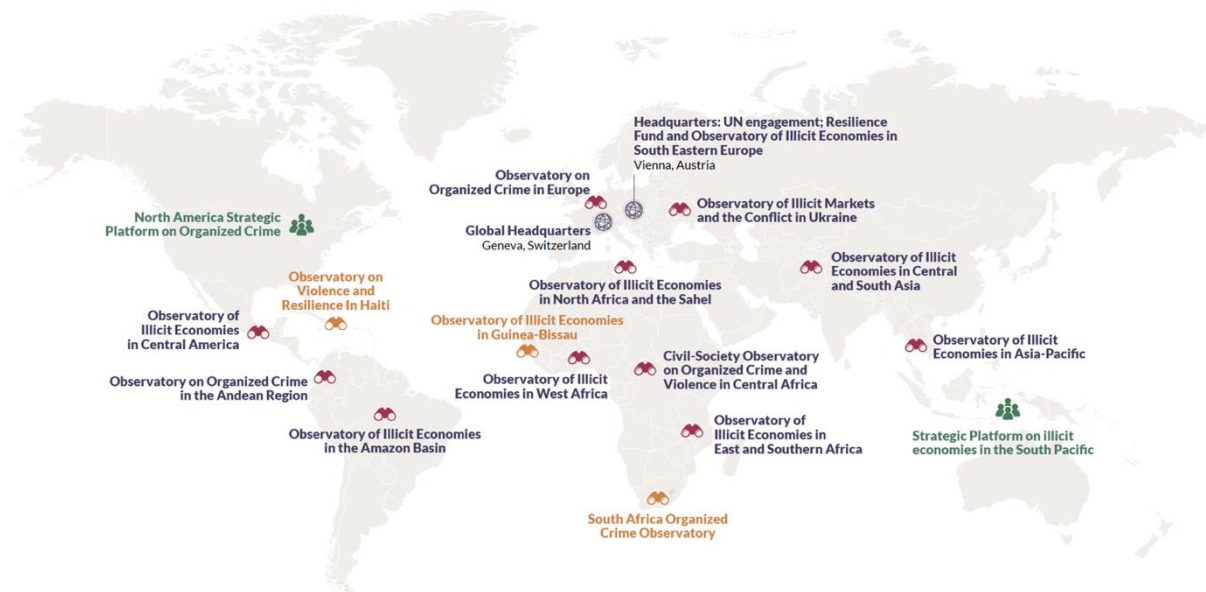 Headquarters: UN engagement; Resilience
Fund and Observatory of Illicit Economies in
South Eastern Europe
Vienna, Austria
Observatory on
Organized Crime in Europe
Observatory of Illicit Markets
and the Conflict in Ukraine
North America Strategic
Platform on Organized Crime
Global Headquarters
Geneva, Switzerland
Observatory of Illicit
Economies in Central
and South Asia
Observatory on
Violence and
Resilience In Haiti
Observatory of Illicit Economies
in North Africa and the Sahel
Observatory of
Illicit Economies
in Central America
Observatory of Illicit Economies
in Guinea-Bissau
Observatory of Illicit
Economies in Asia-Pacific
Civil-Society Observatory
on Organized Crime and
Violence in Central Africa
Observatory on Organized Crime
in the Andean Region
Observatory of Illicit
Economies in West Africa
Observatory of Illicit Economies
in the Amazon Basin
Observatory of
Illicit Economies in
East and Southern Africa
Strategic Platform on illicit
economies in the South Pacific
South Africa Organized
Crime Observatory